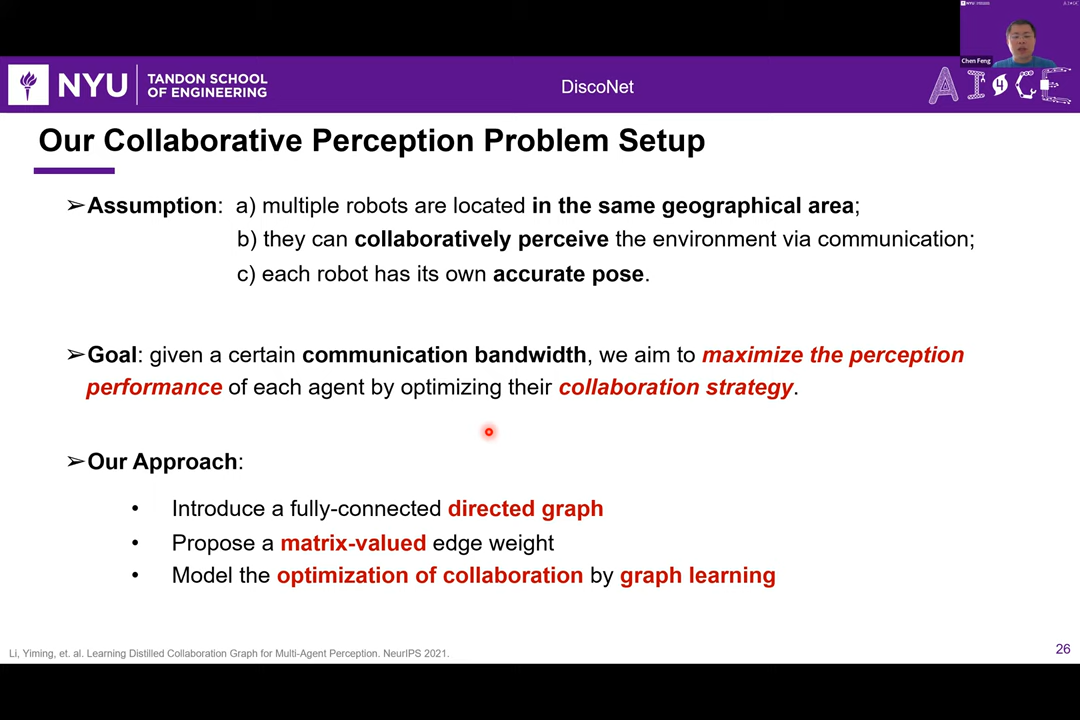 NYU
TANDON SCHOOL
OF ENGINEERING
DiscoNet
Chen Feng
AI4CE
Our Collaborative Perception Problem Setup
➢Assumption: a) multiple robots are located in the same geographical area;
b) they can collaboratively perceive the environment via communication;
c) each robot has its own accurate pose.
➢Goal: given a certain communication bandwidth, we aim to maximize the perception
performance of each agent by optimizing their collaboration strategy.
➢Our Approach:
• Introduce a fully-connected directed graph
• Propose a matrix-valued edge weight
• Model the optimization of collaboration by graph learning
Li, Yiming, et. al. Learning Distilled Collaboration Graph for Multi-Agent Perception. NeurIPS 2021.
26